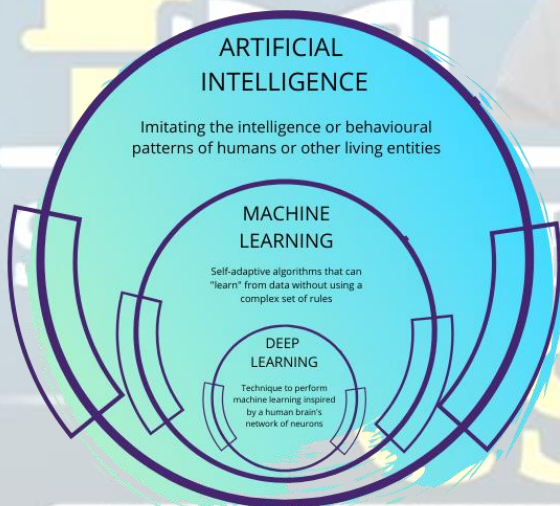 ARTIFICIAL
INTELLIGENCE
Imitating the intelligence or behavioural
patterns of humans or other living entities
MACHINE
LEARNING
Self-adaptive algorithms that can
"learn" from data without using a
complex set of rules
DEEP
LEARNING
Technique to perform
machine learning inspired
by a human brain's
network of neurons